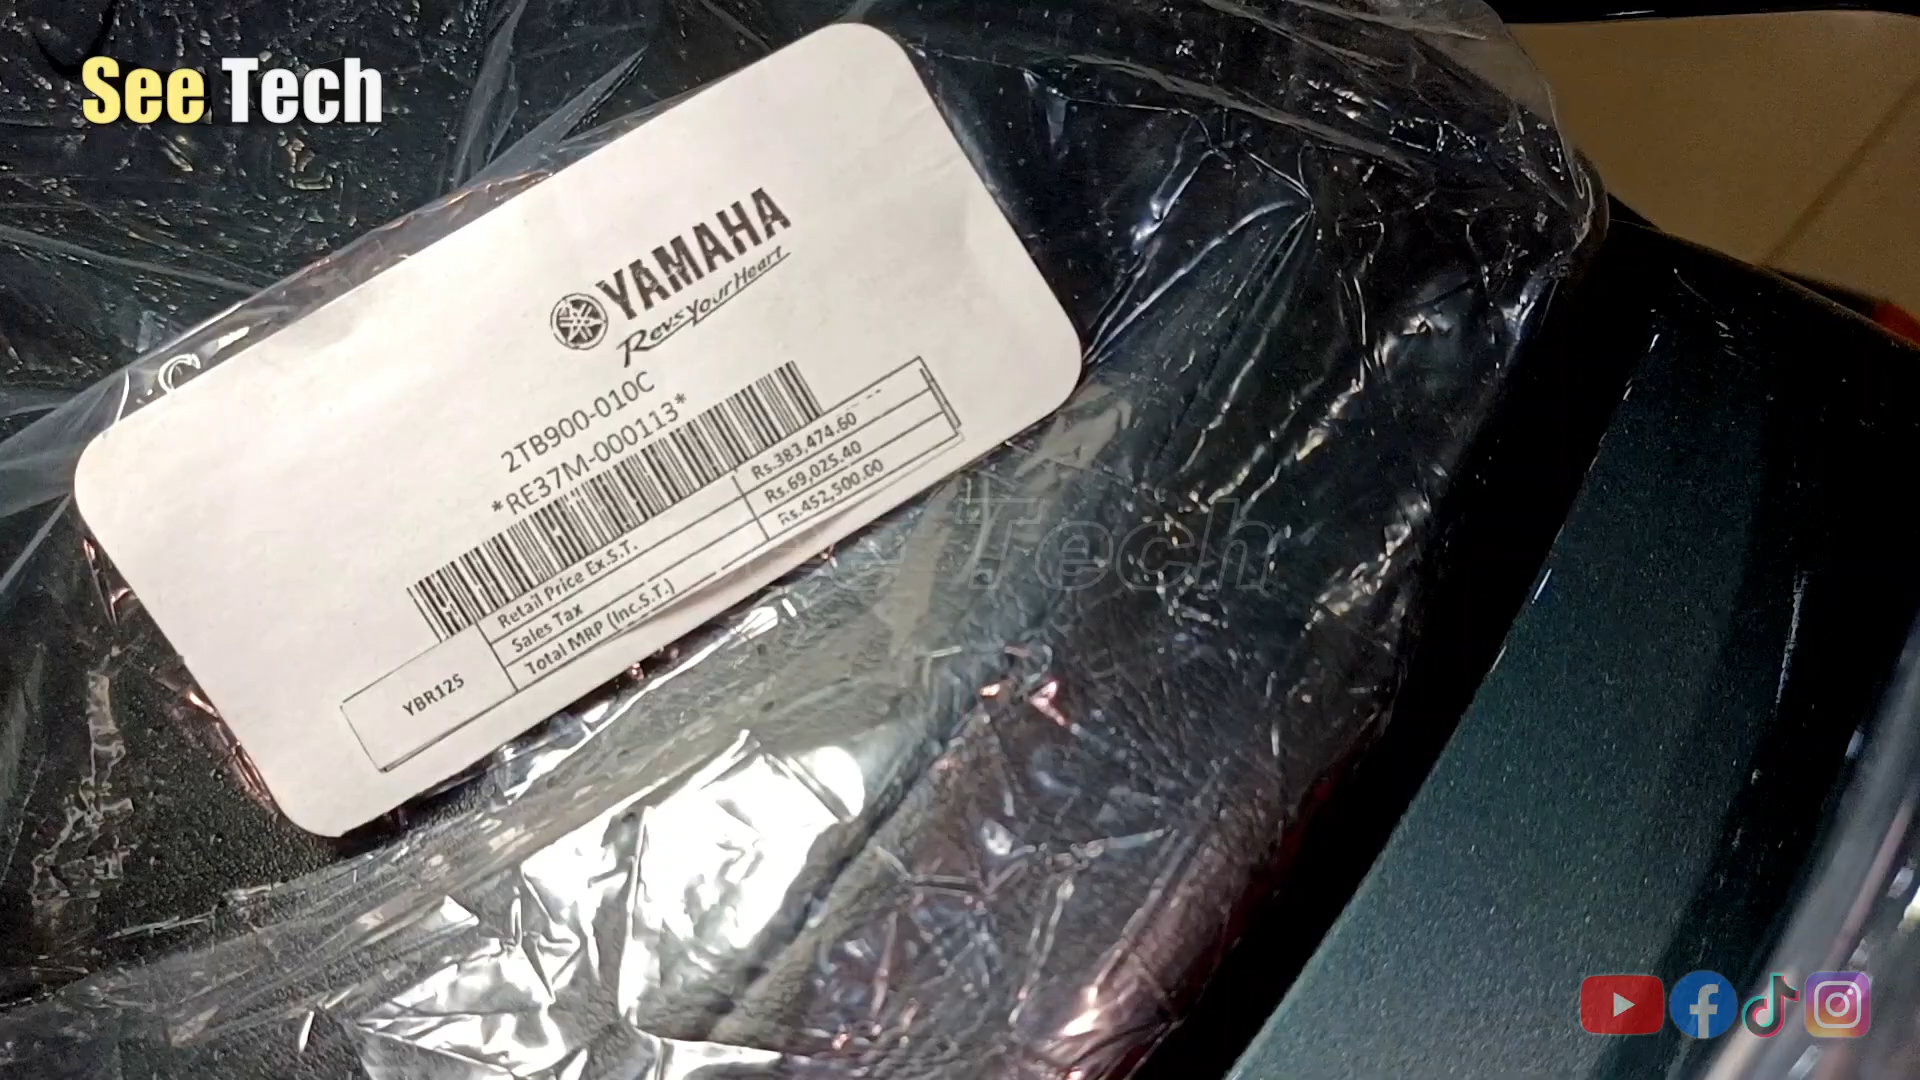 See Tech
YAMAHA
Revs Your Heart
2TB900-010C
*RE37M-000113*
YBR125
Retail Price Ex.S.T. Rs.383,474.60
Sales Tax Rs.69,025.40
Total MRP (Inc.S.T.) Rs.452,500.00
Tech